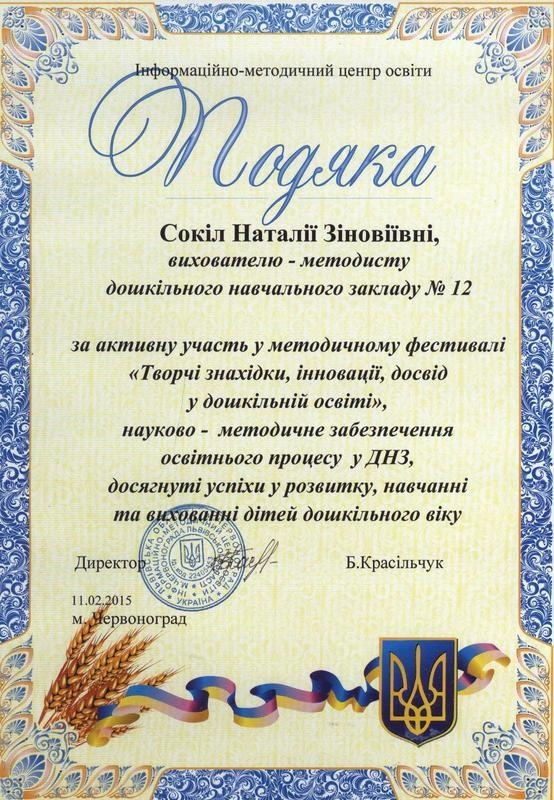 Інформаційно-методичний центр освіти
Подяка
Сокіл Наталії Зіновіївні,
вихователю - методисту
дошкільного навчального закладу № 12
за активну участь у методичному фестивалі
«Творчі знахідки, інновації, досвід
у дошкільній освіті»,
науково - методичне забезпечення
освітнього процесу у ДНЗ,
досягнуті успіхи у розвитку, навчанні
та вихованні дітей дошкільного віку
Директор
Б.Красільчук
11.02.2015
м. Червоноград
УКРАЇНА